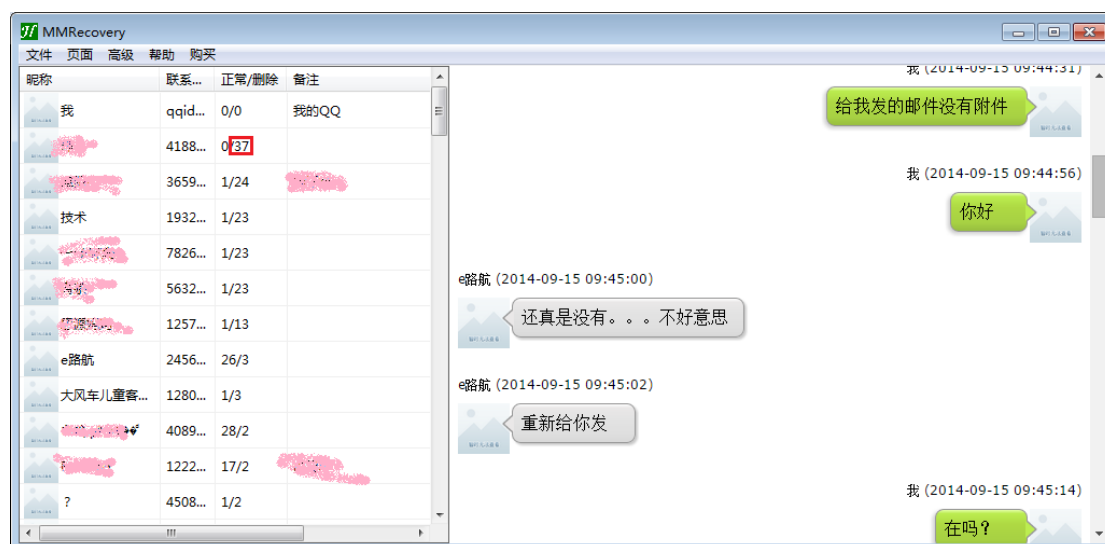 MMRecovery
文件 页面 高级 帮助 购买
昵称 联系... 正常/删除 备注
我 qqid... 0/0 我的QQ
4188... 0/37
3659... 1/24
技术 1932... 1/23
7826... 1/23
5632... 1/23
1257... 1/13
e路航 2456... 26/3
大风车儿童客... 1280... 1/3
4089... 28/2
1222... 17/2
? 4508... 1/2
我 (2014-09-15 09:44:31)
给我发的邮件没有附件
我 (2014-09-15 09:44:56)
你好
e路航 (2014-09-15 09:45:00)
还真是没有。。。不好意思
e路航 (2014-09-15 09:45:02)
重新给你发
我 (2014-09-15 09:45:14)
在吗?